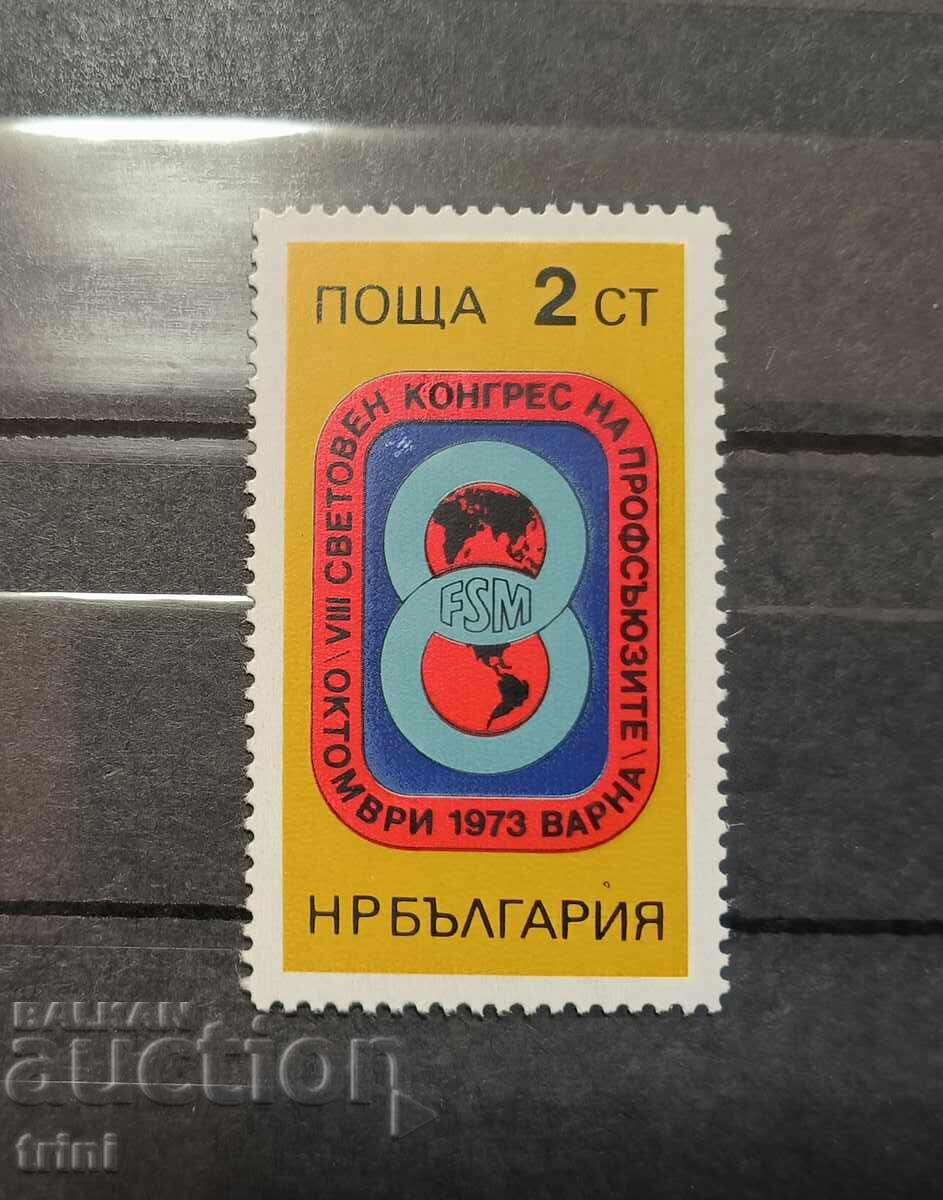 ПОЩА 2 СТ
VIII СВЕТОВЕН КОНГРЕС НА ПРОФСЪЮЗИТЕ / ВАРНА
ОКТОМВРИ 1973 /
FSM
НРБЪЛГАРИЯ
BALKAN
auction
trini